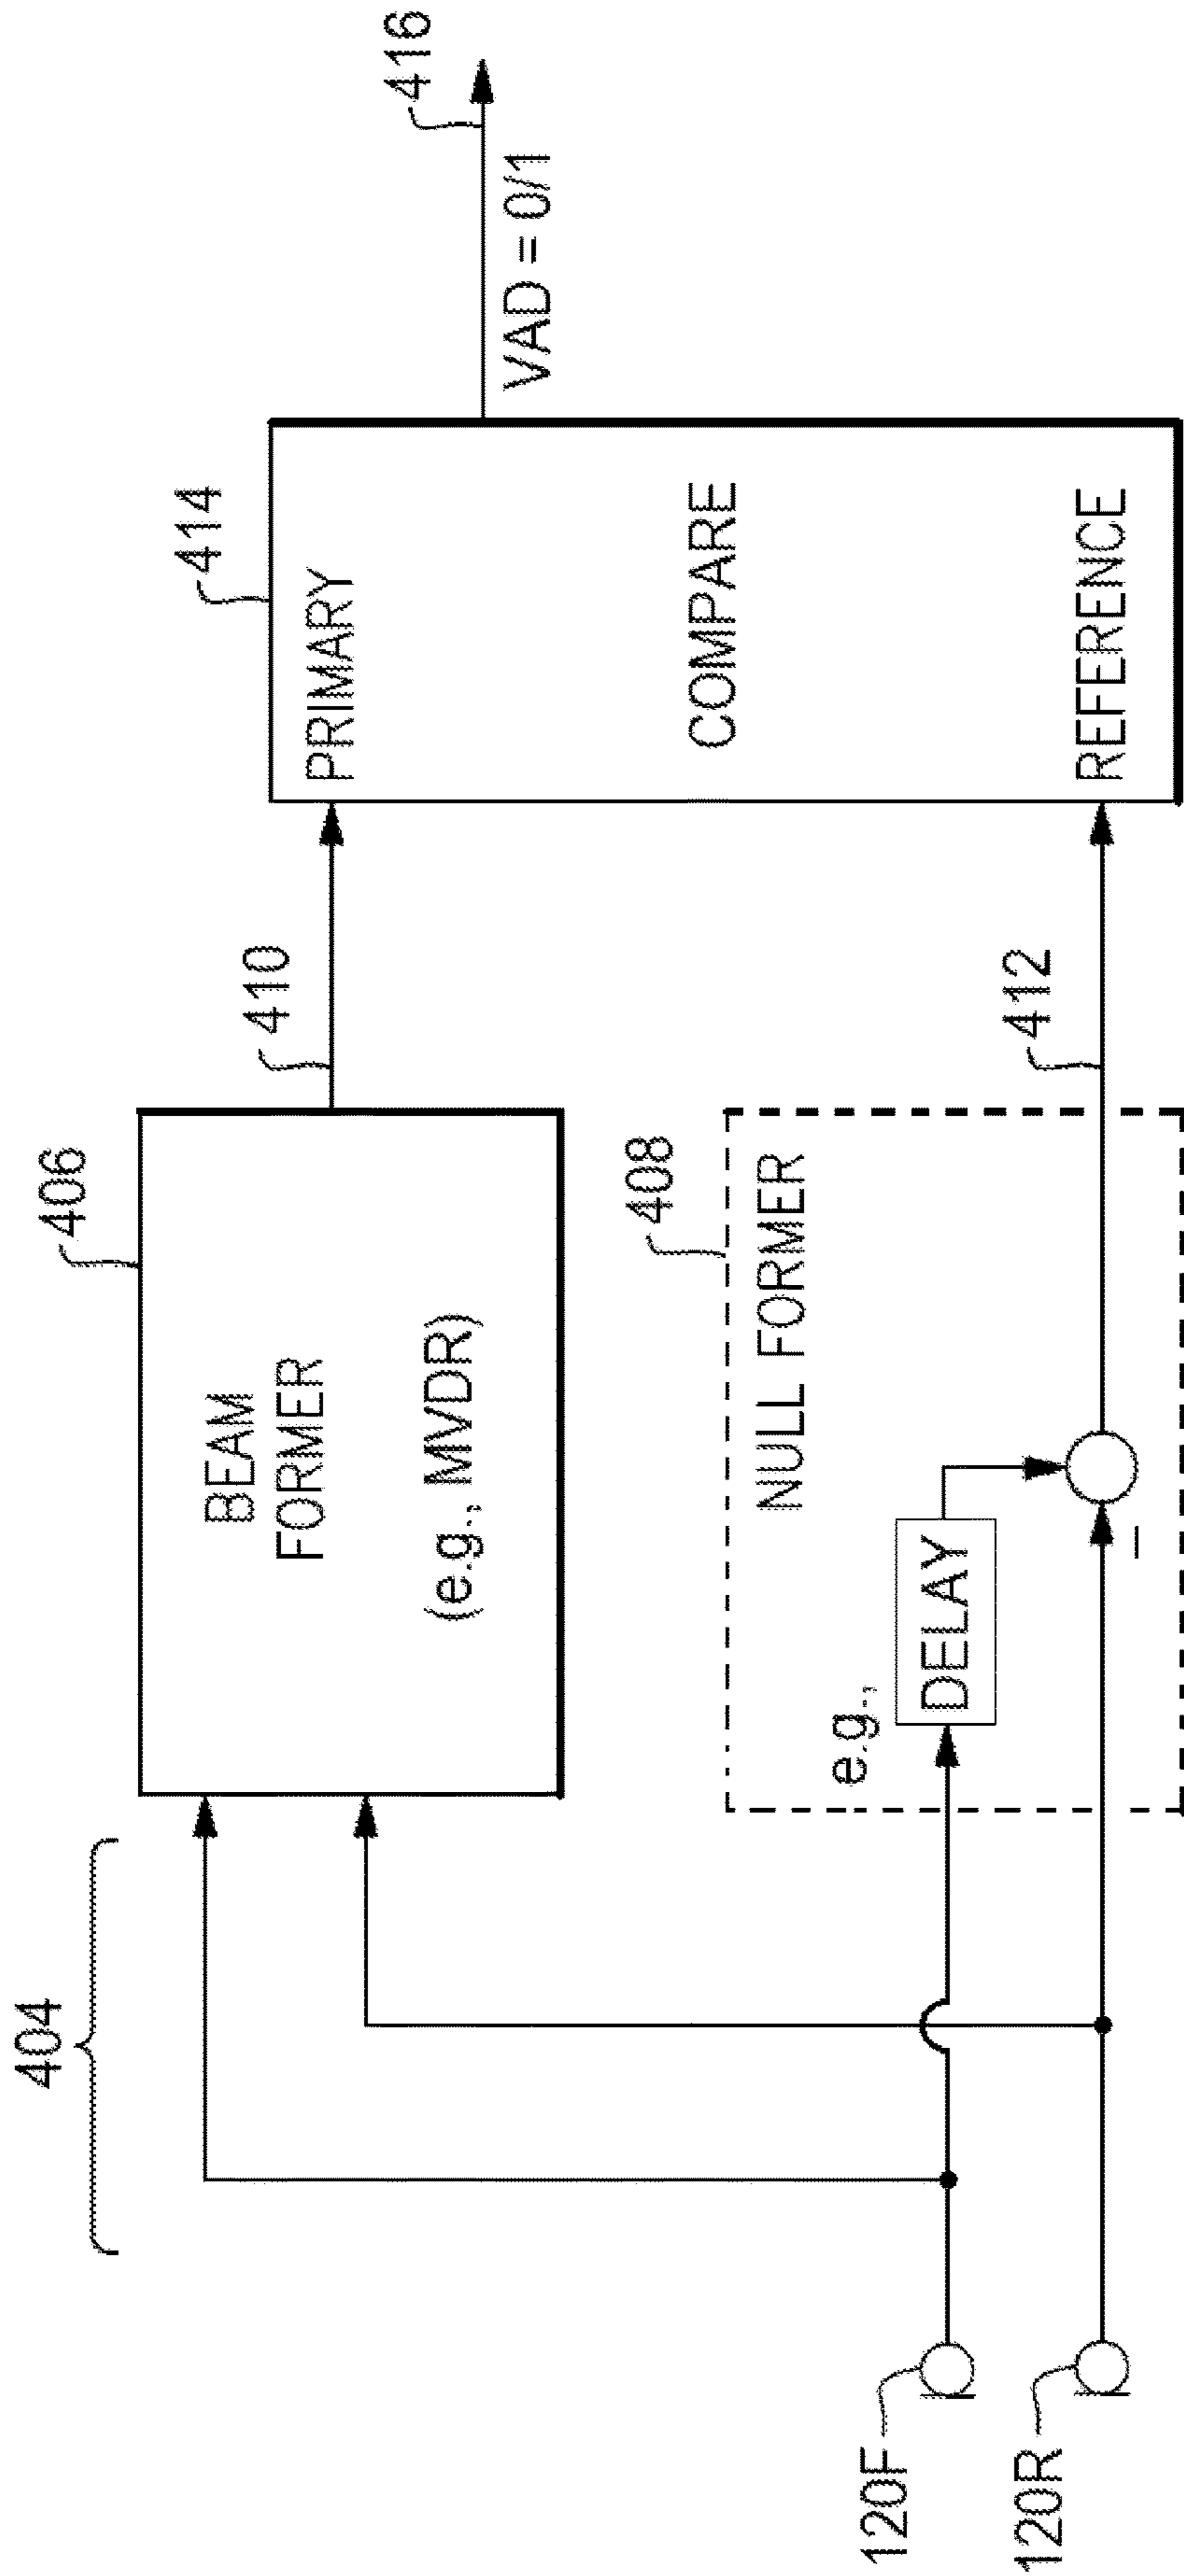 404
406
BEAM
FORMER
(e.g., MVDR)
410
414
PRIMARY
COMPARE
REFERENCE
416
VAD = 0/1
408
NULL FORMER
e.g.,
DELAY
–
412
120F
120R